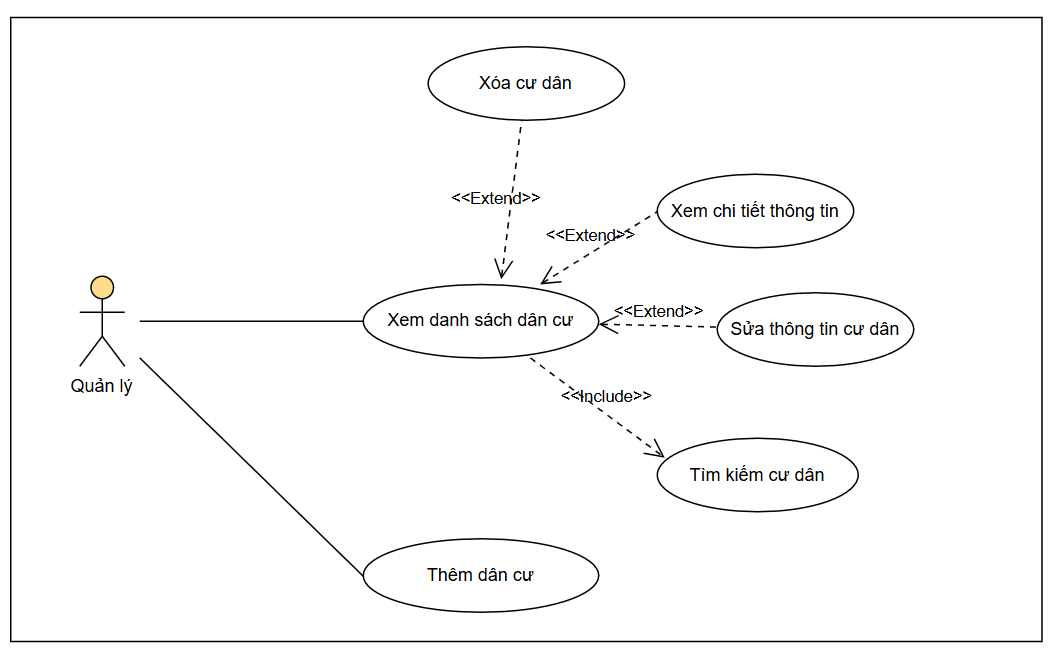 Xóa cư dân
<<Extend>>
Xem chi tiết thông tin
<<Extend>>
<<Extend>>
Xem danh sách dân cư
Sửa thông tin cư dân
Quản lý
<<Include>>
Tìm kiếm cư dân
Thêm dân cư